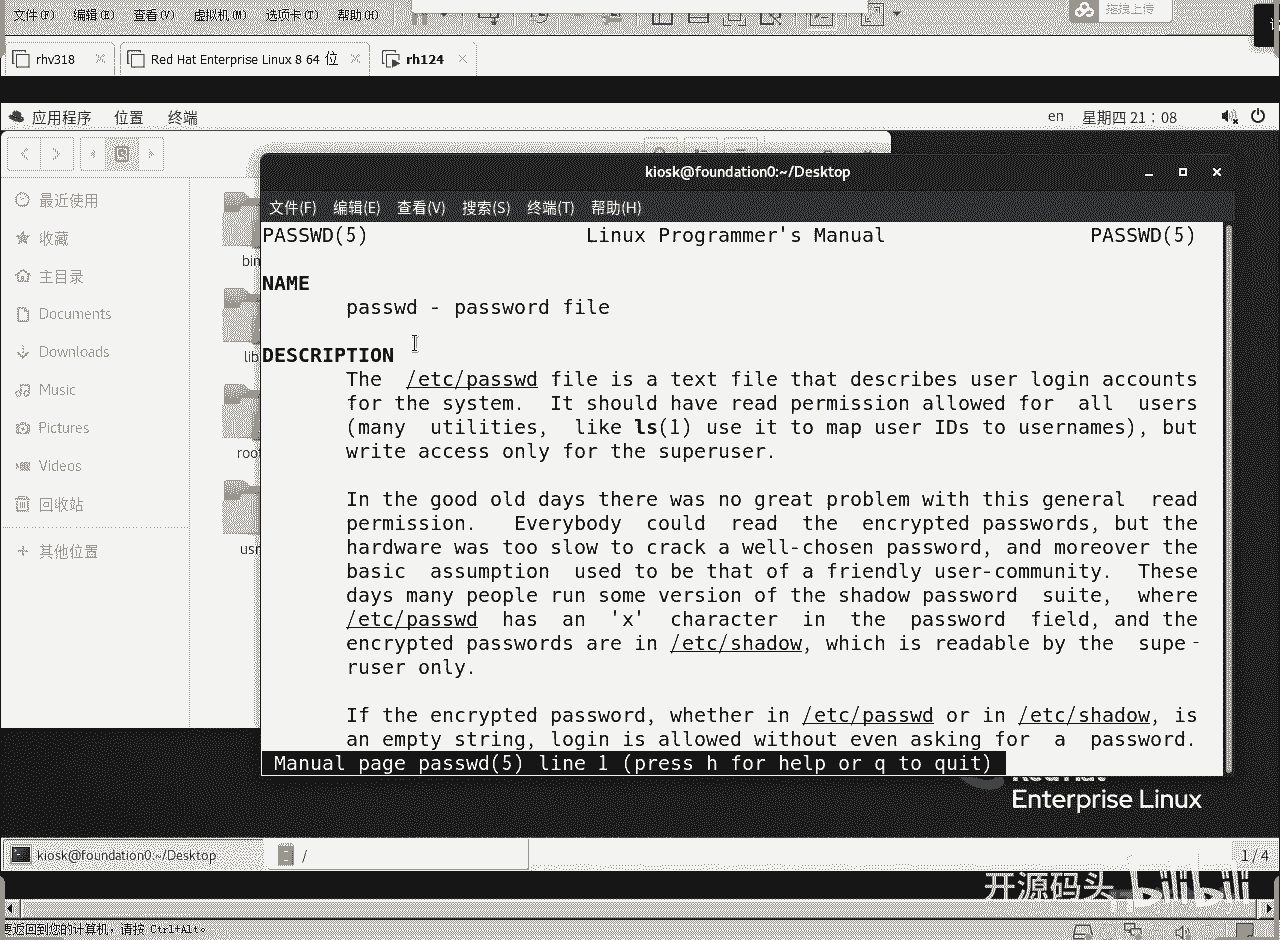 文件(F) 编辑(E) 查看(V) 虚拟机(M) 选项卡(T) 帮助(H)
拖拽上传
rhv318 Red Hat Enterprise Linux 8 64 位 rh124
应用程序 位置 终端 en 星期四 21:08
最近使用
收藏
主目录
Documents
Downloads
Music
Pictures
Videos
回收站
其他位置
bin
lib
root
usr
kiosk@foundation0:~/Desktop
文件(F) 编辑(E) 查看(V) 搜索(S) 终端(T) 帮助(H)
PASSWD(5) Linux Programmer's Manual PASSWD(5)
NAME
passwd - password file
DESCRIPTION
The /etc/passwd file is a text file that describes user login accounts
for the system. It should have read permission allowed for all users
(many utilities, like ls(1) use it to map user IDs to usernames), but
write access only for the superuser.
In the good old days there was no great problem with this general read
permission. Everybody could read the encrypted passwords, but the
hardware was too slow to crack a well-chosen password, and moreover the
basic assumption used to be that of a friendly user-community. These
days many people run some version of the shadow password suite, where
/etc/passwd has an 'x' character in the password field, and the
encrypted passwords are in /etc/shadow, which is readable by the supe-
ruser only.
If the encrypted password, whether in /etc/passwd or in /etc/shadow, is
an empty string, login is allowed without even asking for a password.
Manual page passwd(5) line 1 (press h for help or q to quit)
Enterprise Linux
kiosk@foundation0:~/Desktop / 1/4
开源码头 bilibili
要返回到您的计算机，请按 Ctrl+Alt。